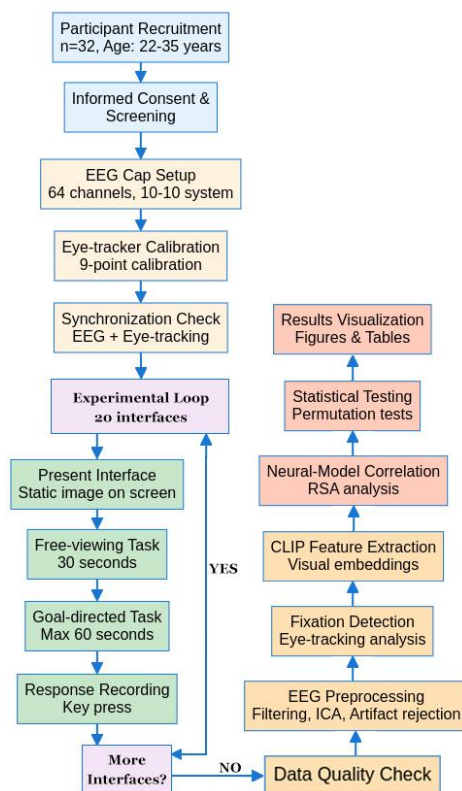 Participant Recruitment
n=32, Age: 22-35 years
Informed Consent &
Screening
EEG Cap Setup
64 channels, 10-10 system
Eye-tracker Calibration
9-point calibration
Synchronization Check
EEG + Eye-tracking
Experimental Loop
20 interfaces
Present Interface
Static image on screen
Free-viewing Task
30 seconds
YES
Goal-directed Task
Max 60 seconds
Response Recording
Key press
More
Interfaces?
NO
Data Quality Check
EEG Preprocessing
Filtering, ICA, Artifact rejection
Fixation Detection
Eye-tracking analysis
CLIP Feature Extraction
Visual embeddings
Neural-Model Correlation
RSA analysis
Statistical Testing
Permutation tests
Results Visualization
Figures & Tables